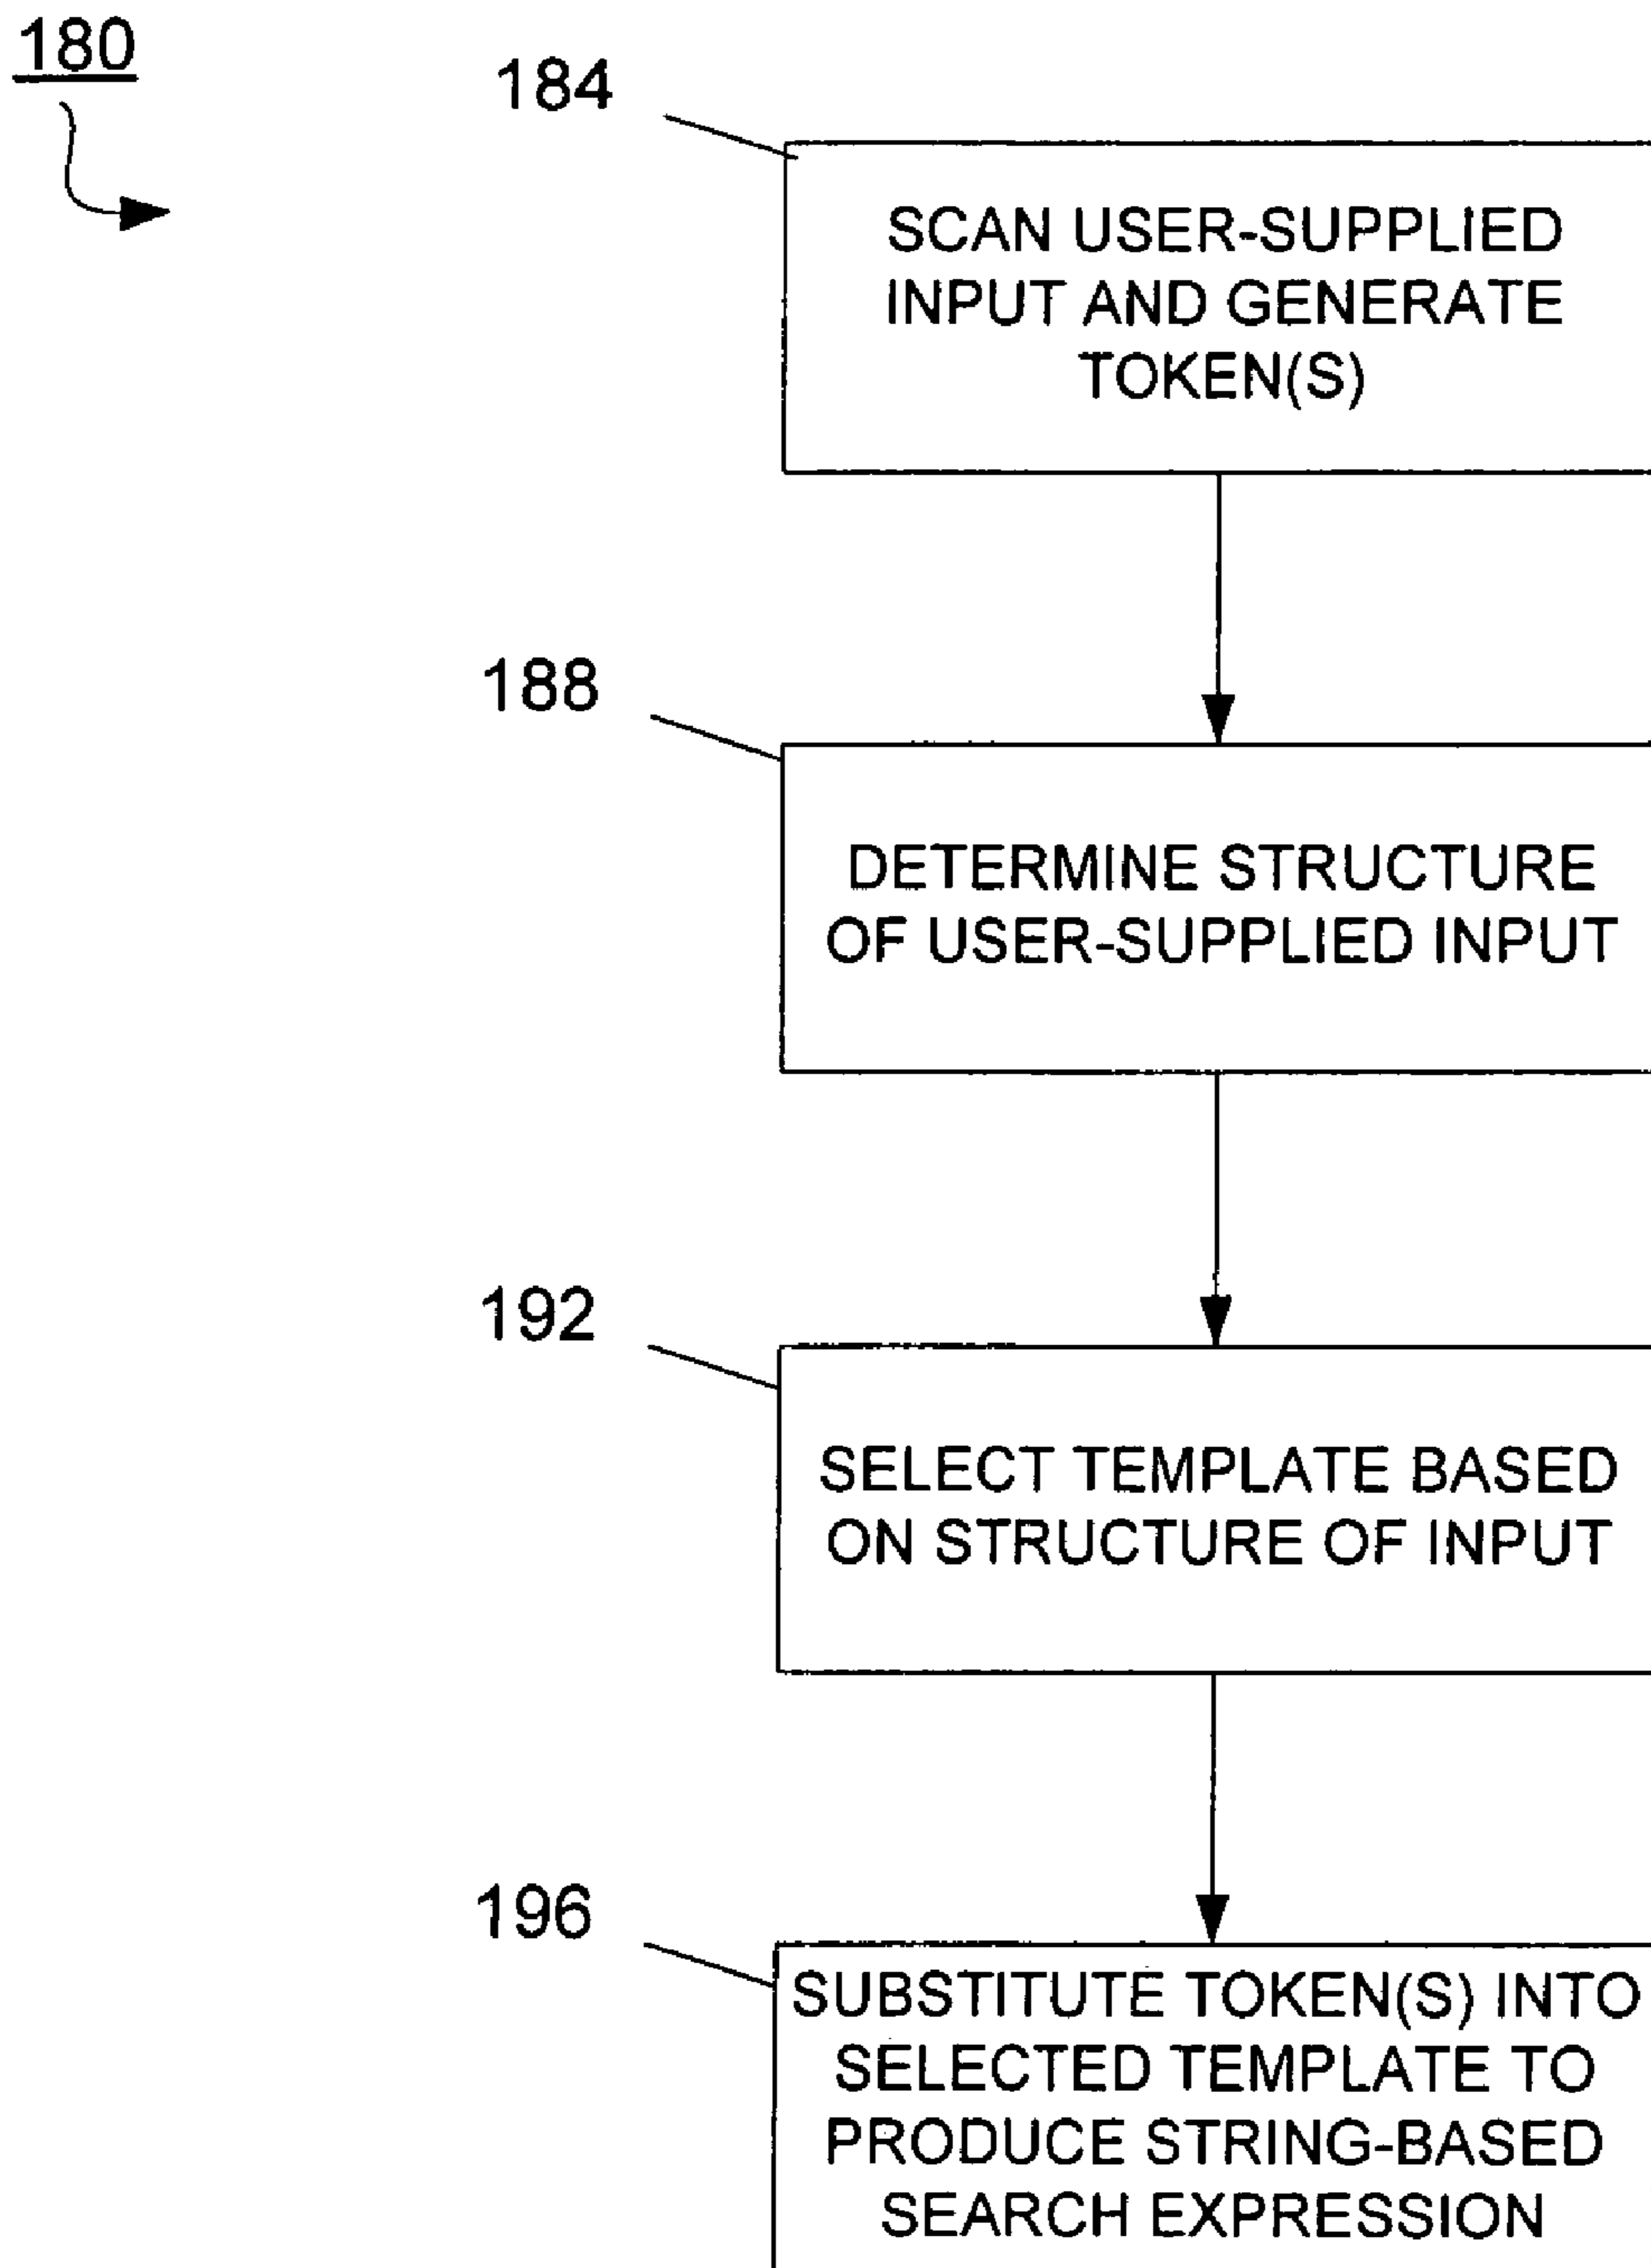 180
184
SCAN USER-SUPPLIED
INPUT AND GENERATE
TOKEN(S)
188
DETERMINE STRUCTURE
OF USER-SUPPLIED INPUT
192
SELECT TEMPLATE BASED
ON STRUCTURE OF INPUT
196
SUBSTITUTE TOKEN(S) INTO
SELECTED TEMPLATE TO
PRODUCE STRING-BASED
SEARCH EXPRESSION